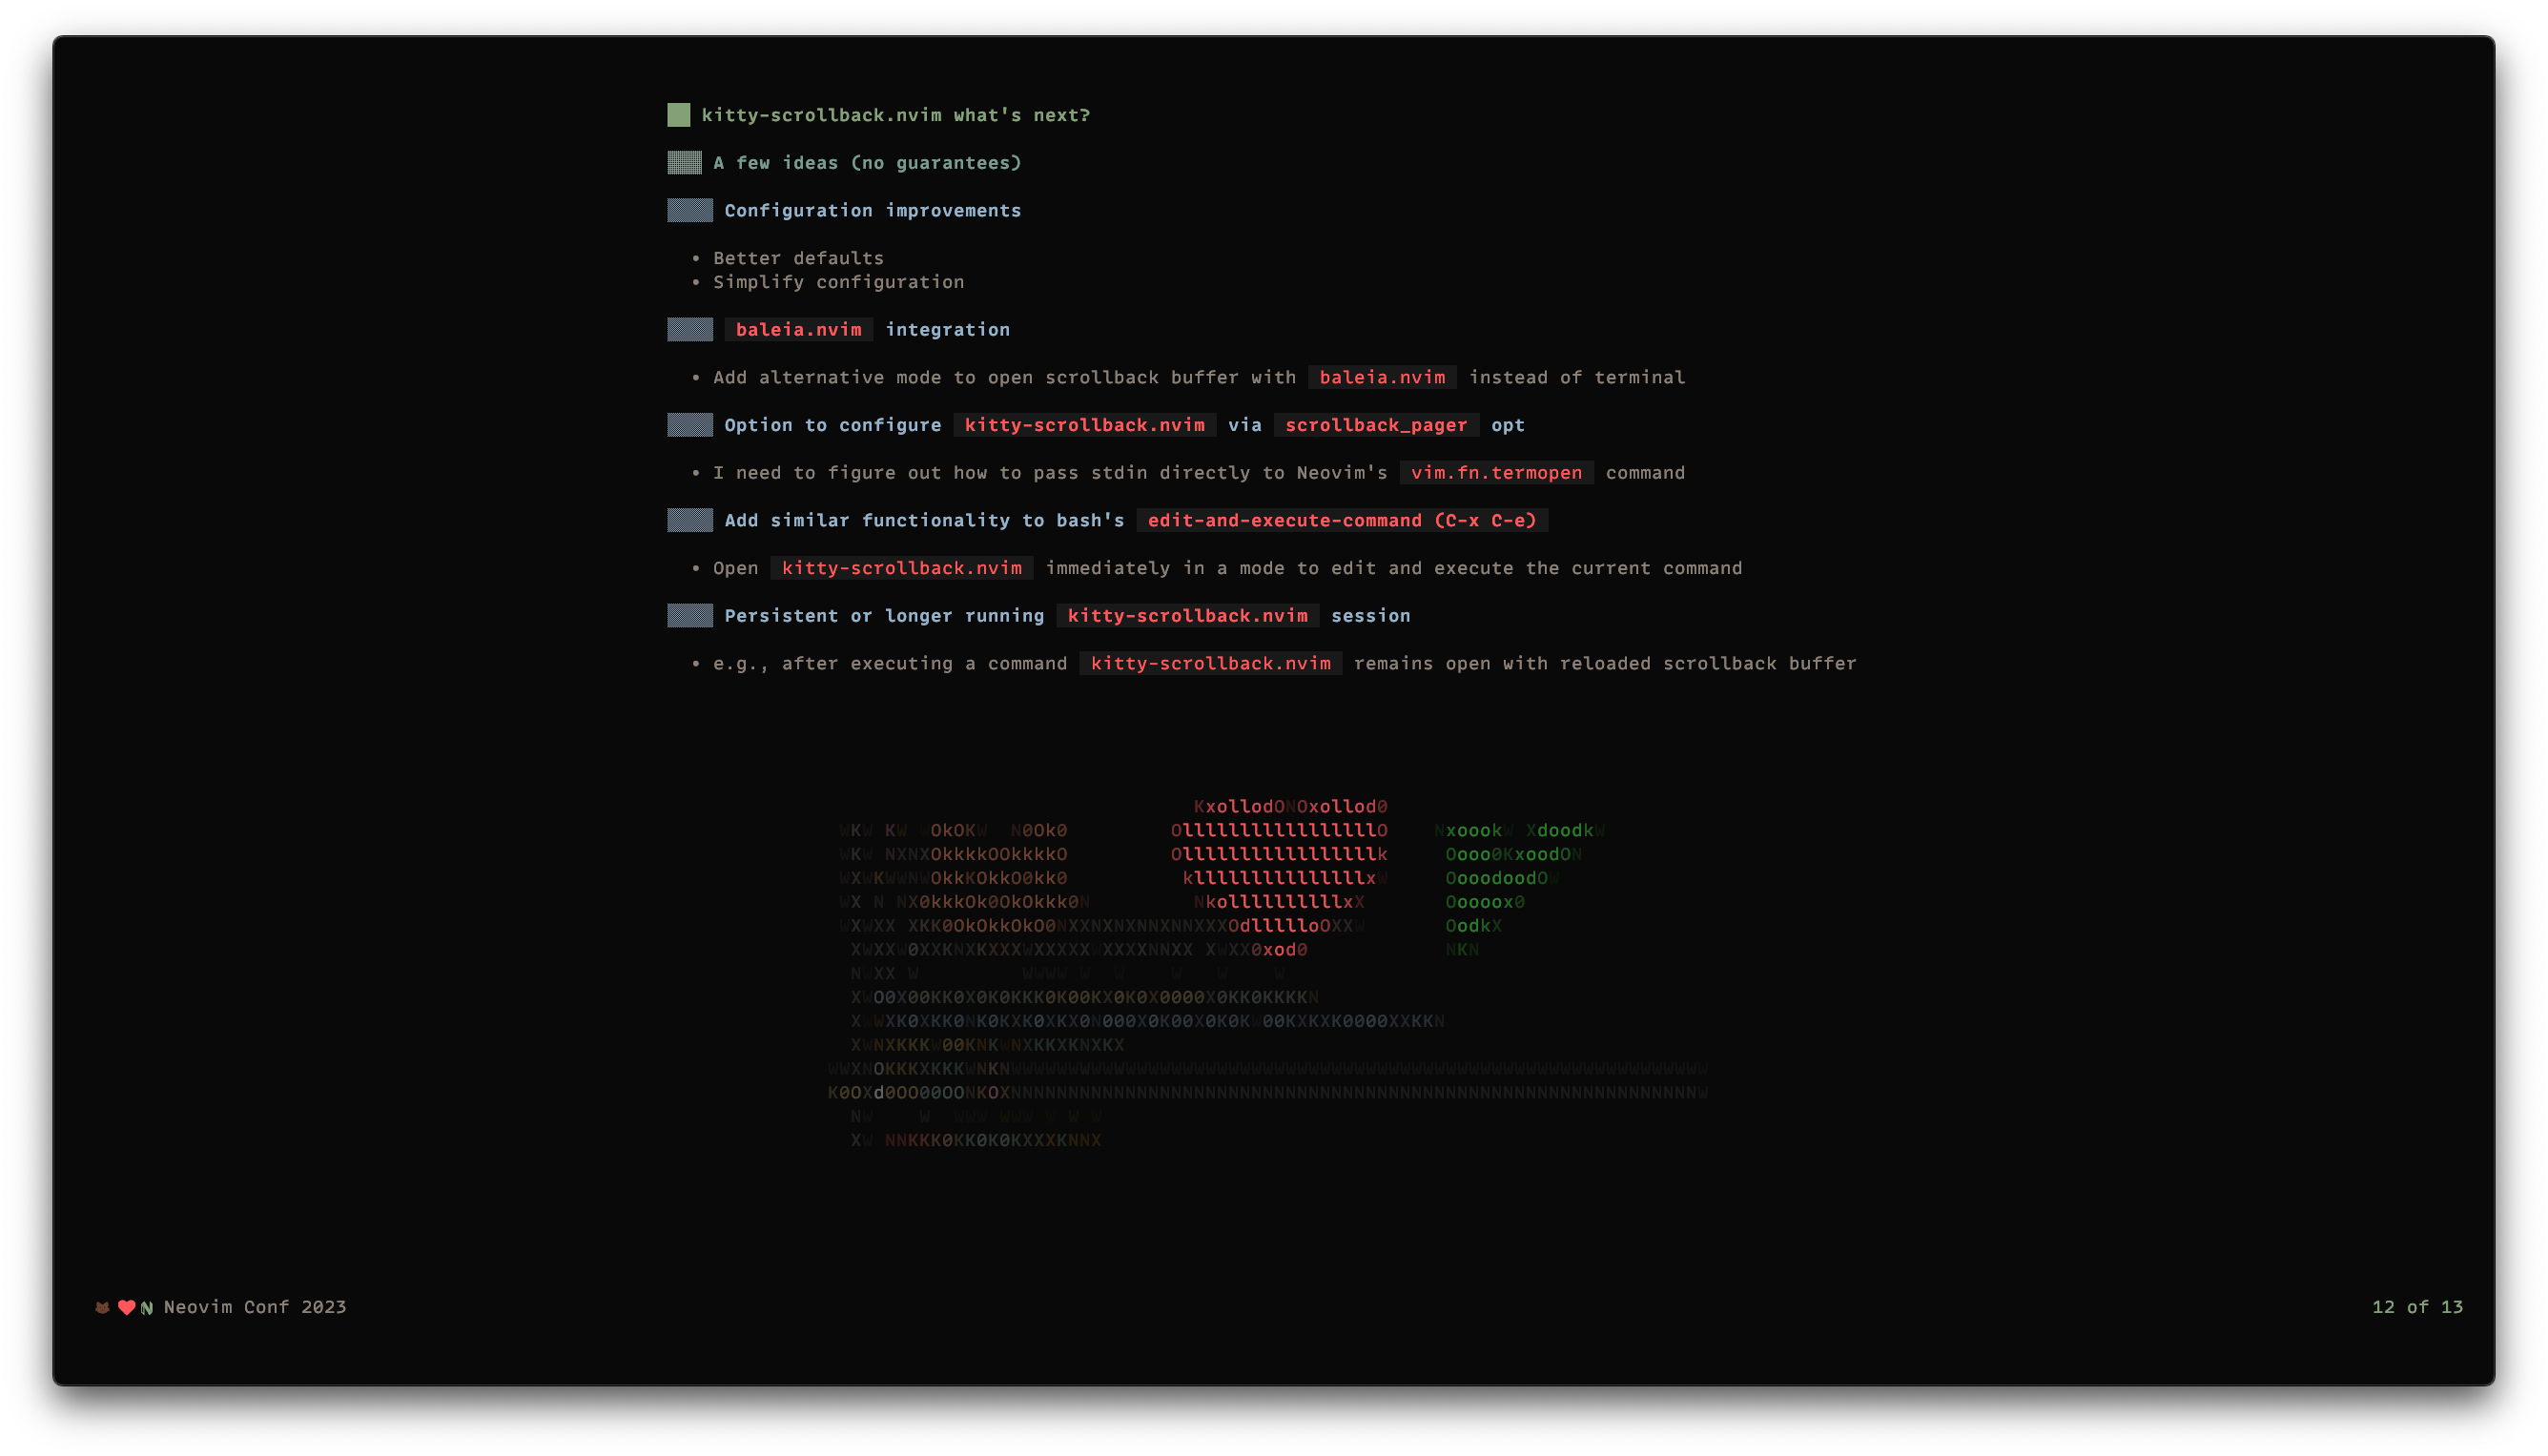 kitty-scrollback.nvim what's next?
A few ideas (no guarantees)
Configuration improvements
• Better defaults
• Simplify configuration
baleia.nvim integration
• Add alternative mode to open scrollback buffer with baleia.nvim instead of terminal
Option to configure kitty-scrollback.nvim via scrollback_pager opt
• I need to figure out how to pass stdin directly to Neovim's vim.fn.termopen command
Add similar functionality to bash's edit-and-execute-command (C-x C-e)
• Open kitty-scrollback.nvim immediately in a mode to edit and execute the current command
Persistent or longer running kitty-scrollback.nvim session
• e.g., after executing a command kitty-scrollback.nvim remains open with reloaded scrollback buffer
Neovim Conf 2023
12 of 13